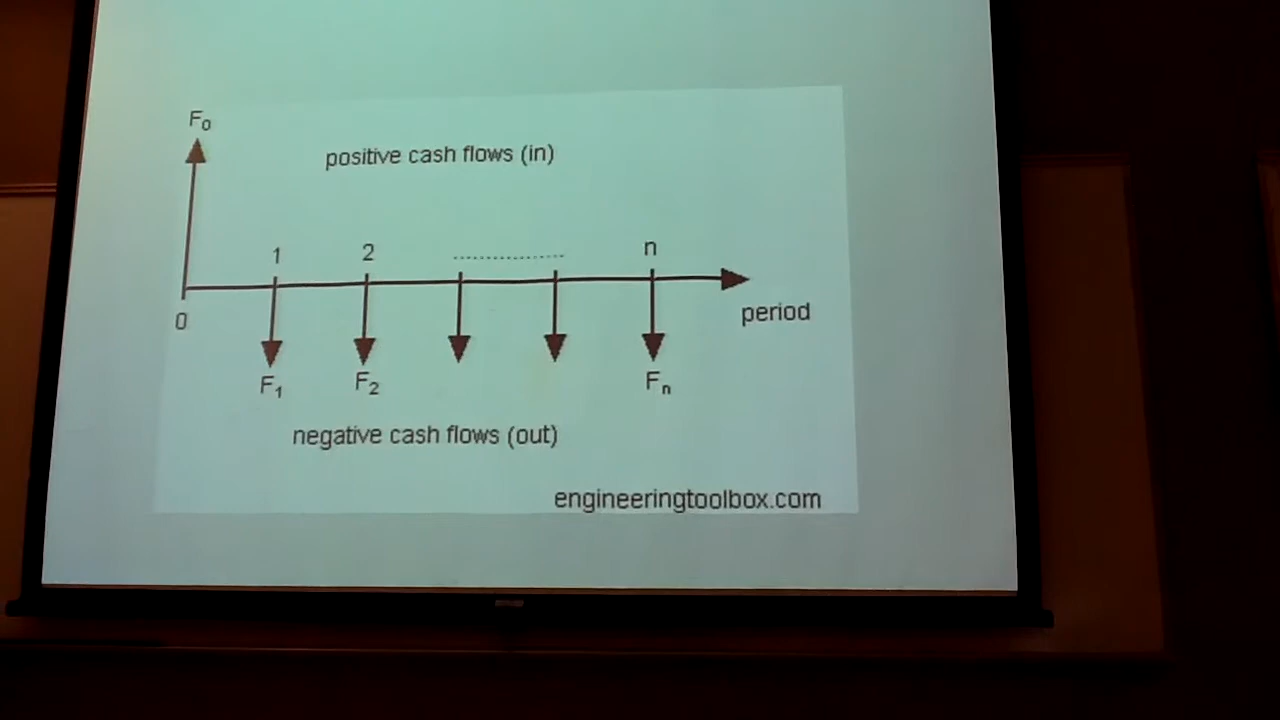 F₀
positive cash flows (in)
1 2 ........... n
0
period
F₁ F₂ Fₙ
negative cash flows (out)
engineeringtoolbox.com